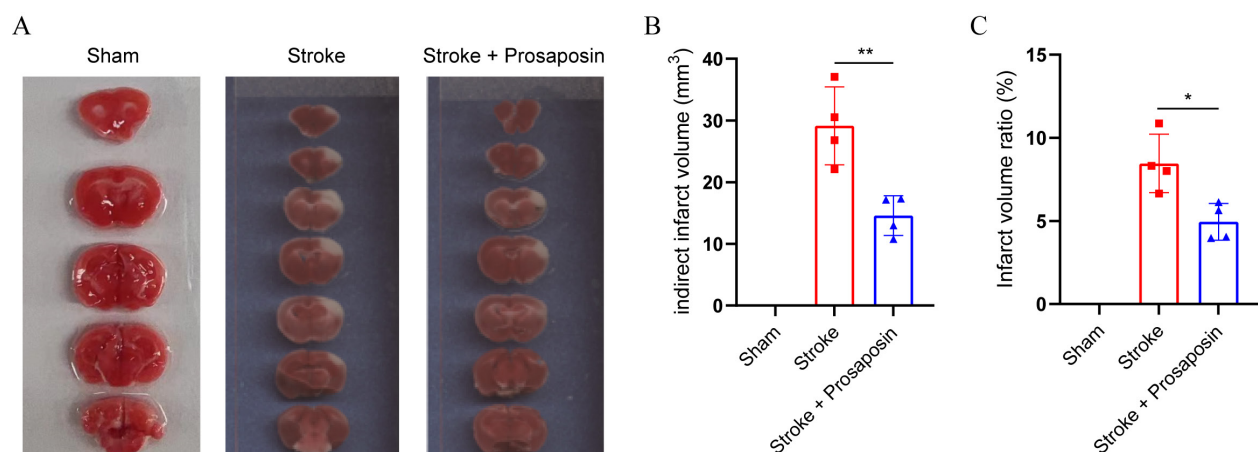 A
Sham
Stroke
Stroke + Prosaposin
B
indirect infarct volume (mm³)
40
30
20
10
0
**
Sham
Stroke
Stroke + Prosaposin
C
Infarct volume ratio (%)
15
10
5
0
*
Sham
Stroke
Stroke + Prosaposin